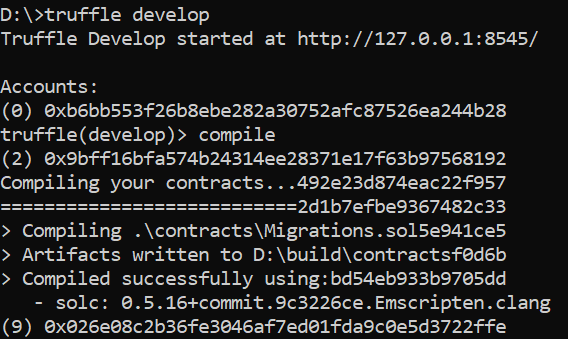 D:\>truffle develop
Truffle Develop started at http://127.0.0.1:8545/
Accounts:
(0) 0xb6bb553f26b8ebe282a30752afc87526ea244b28
truffle(develop)> compile
(2) 0x9bff16bfa574b24314ee28371e17f63b97568192
Compiling your contracts...492e23d874eac22f957
===========================2d1b7efbe9367482c33
> Compiling .\contracts\Migrations.sol5e941ce5
> Artifacts written to D:\build\contractsf0d6b
> Compiled successfully using:bd54eb933b9705dd
- solc: 0.5.16+commit.9c3226ce.Emscripten.clang
(9) 0x026e08c2b36fe3046af7ed01fda9c0e5d3722ffe